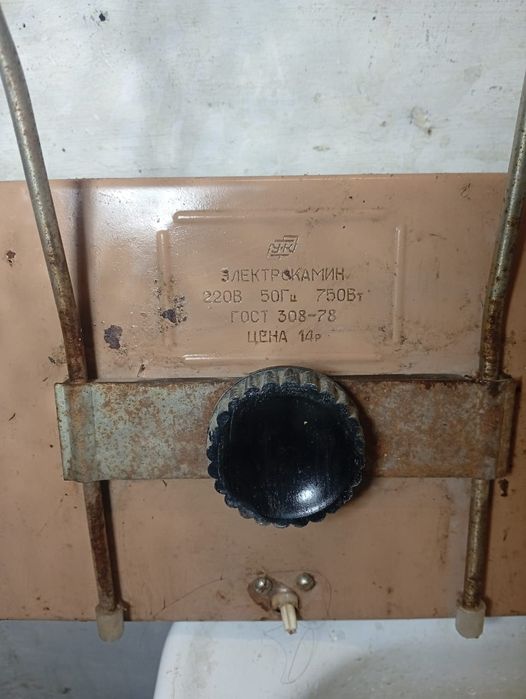 ЭЛЕКТРОКАМИН
220В 50Гц 750Вт
ГОСТ 308-78
ЦЕНА 14р